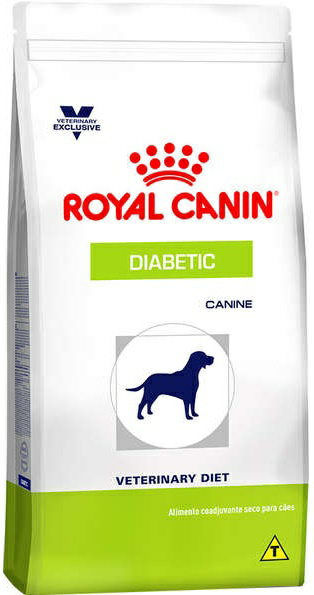 VETERINARY
EXCLUSIVE
ROYAL CANIN
DIABETIC
CANINE
VETERINARY DIET
Alimento coadjuvante seco para cães
T